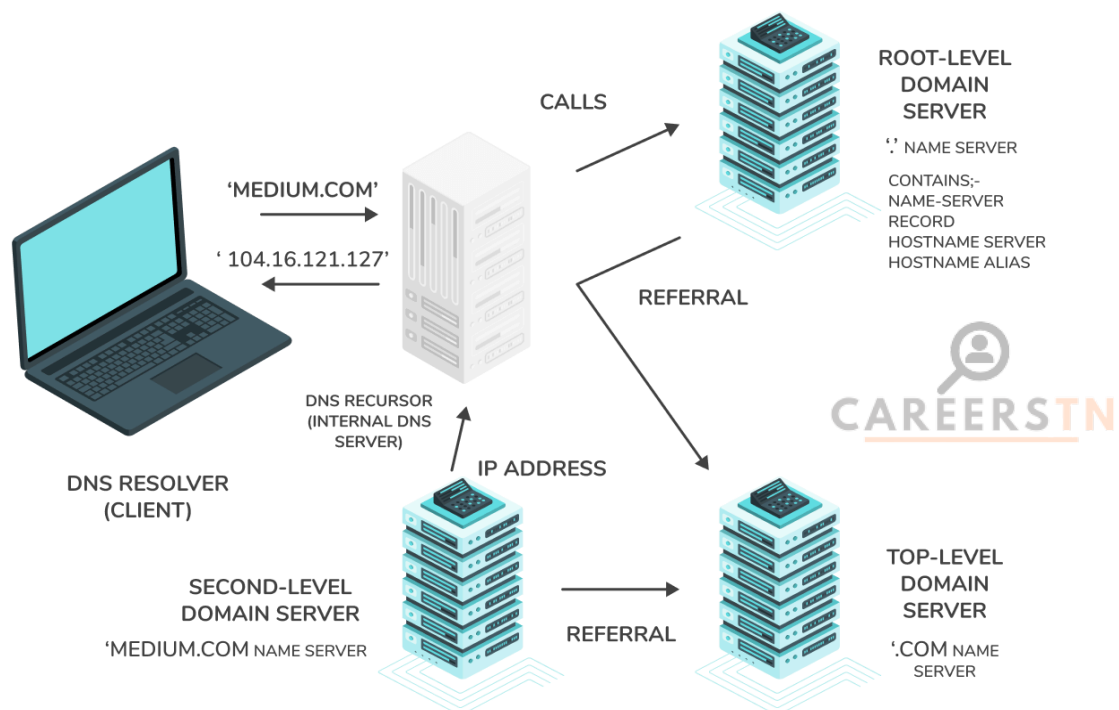 ROOT-LEVEL
DOMAIN
SERVER
CALLS
'.' NAME SERVER
CONTAINS;-
NAME-SERVER
RECORD
HOSTNAME SERVER
HOSTNAME ALIAS
'MEDIUM.COM'
' 104.16.121.127'
REFERRAL
CAREERSTN
DNS RECURSOR
(INTERNAL DNS
SERVER)
IP ADDRESS
DNS RESOLVER
(CLIENT)
SECOND-LEVEL
DOMAIN SERVER
'MEDIUM.COM NAME SERVER
REFERRAL
TOP-LEVEL
DOMAIN
SERVER
'.COM NAME
SERVER